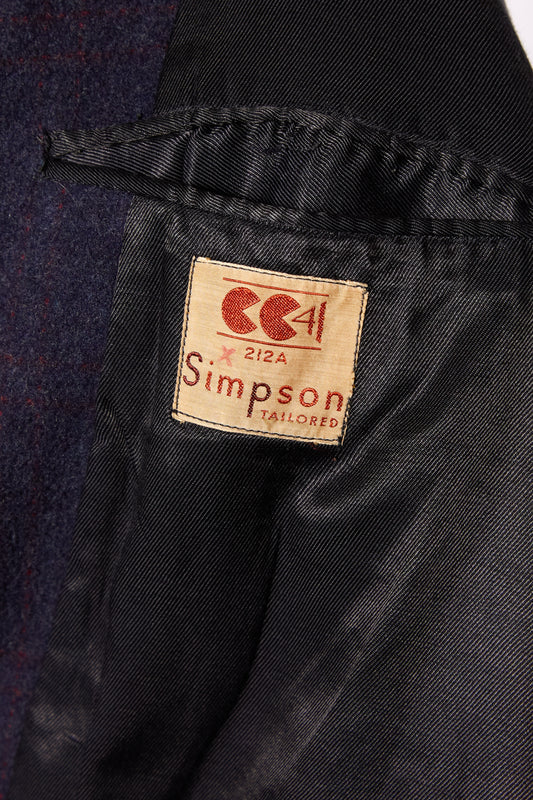 CC41
X 212A
Simpson
TAILORED